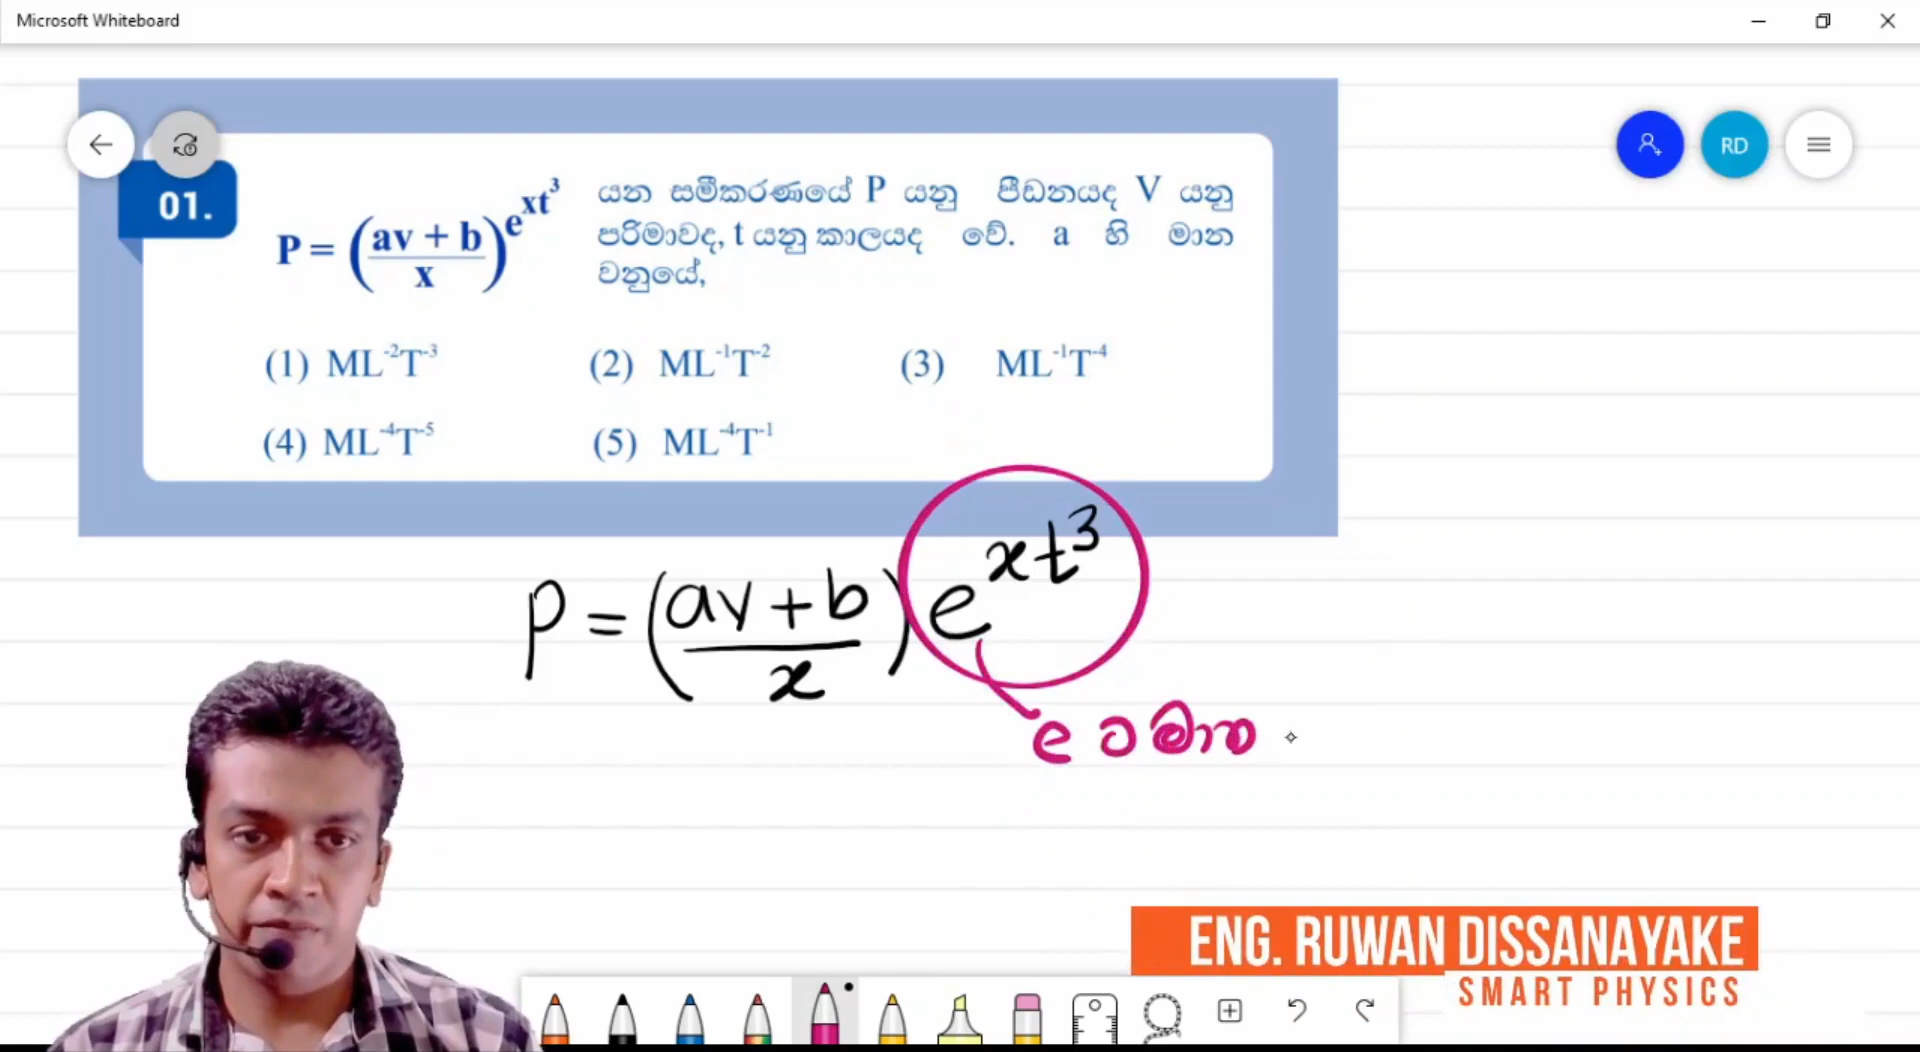 Microsoft Whiteboard
RD
01.
P = (av + b / x) e^xt³
යන සමීකරණයේ P යනු පීඩනයද V යනු
පරිමාවද, t යනු කාලයද වේ. a හි මාන
වනුයේ,
(1) ML⁻²T⁻³ (2) ML⁻¹T⁻² (3) ML⁻¹T⁻⁴
(4) ML⁻⁴T⁻⁵ (5) ML⁻⁴T⁻¹
P = (av + b / x) e^xt³
e ට මාන
ENG. RUWAN DISSANAYAKE
SMART PHYSICS